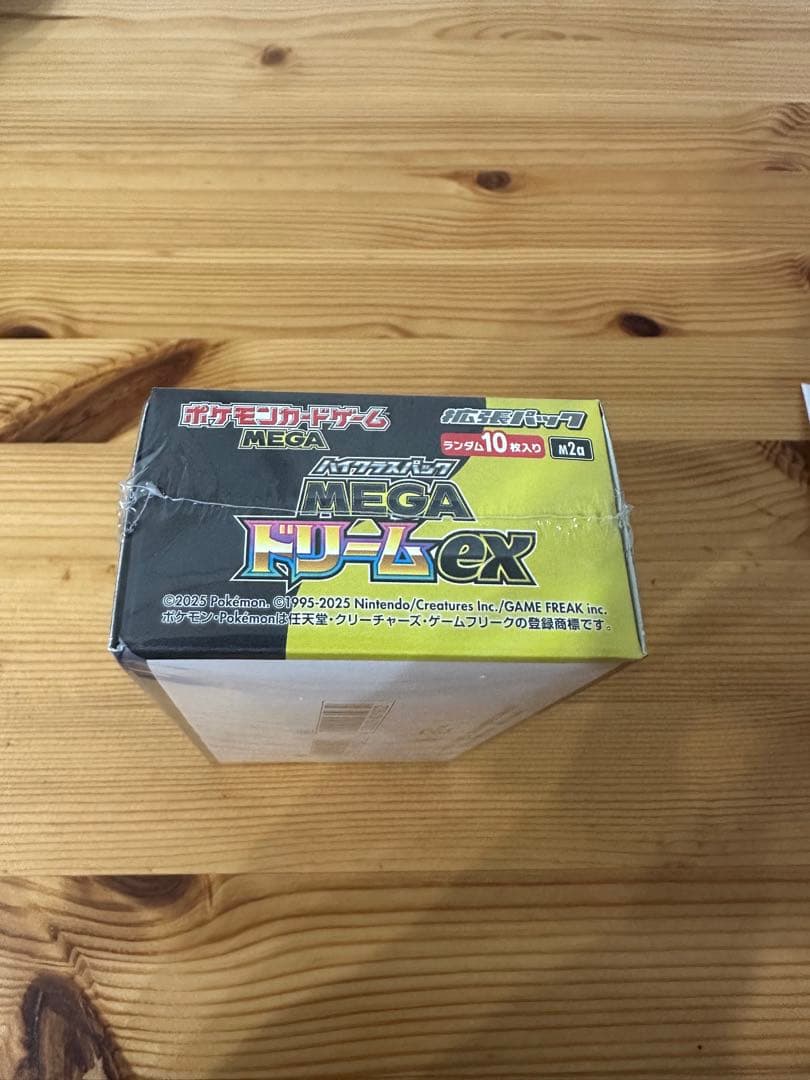 ポケモンカードゲーム
MEGA
拡張パック
ランダム10枚入り M2a
ハイクラスパック
MEGA
ドリームex
©2025 Pokémon. ©1995-2025 Nintendo/Creatures Inc./GAME FREAK inc.
ポケモン・Pokémonは任天堂・クリーチャーズ・ゲームフリークの登録商標です。